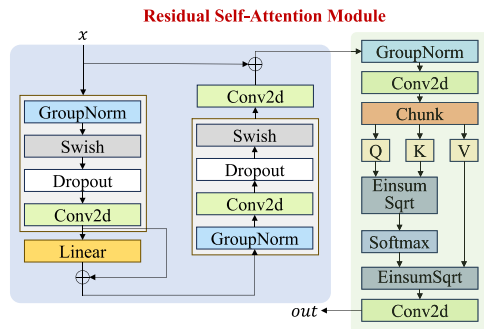 Residual Self-Attention Module
x
GroupNorm
Swish
Dropout
Conv2d
Linear
Conv2d
Swish
Dropout
Conv2d
GroupNorm
GroupNorm
Conv2d
Chunk
Q K V
Einsum
Sqrt
Softmax
EinsumSqrt
Conv2d
out